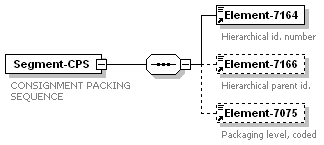 Element-7164
Hierarchical id. number
Segment-CPS
Element-7166
CONSIGNMENT PACKING
SEQUENCE
Hierarchical parent id.
Element-7075
Packaging level, coded